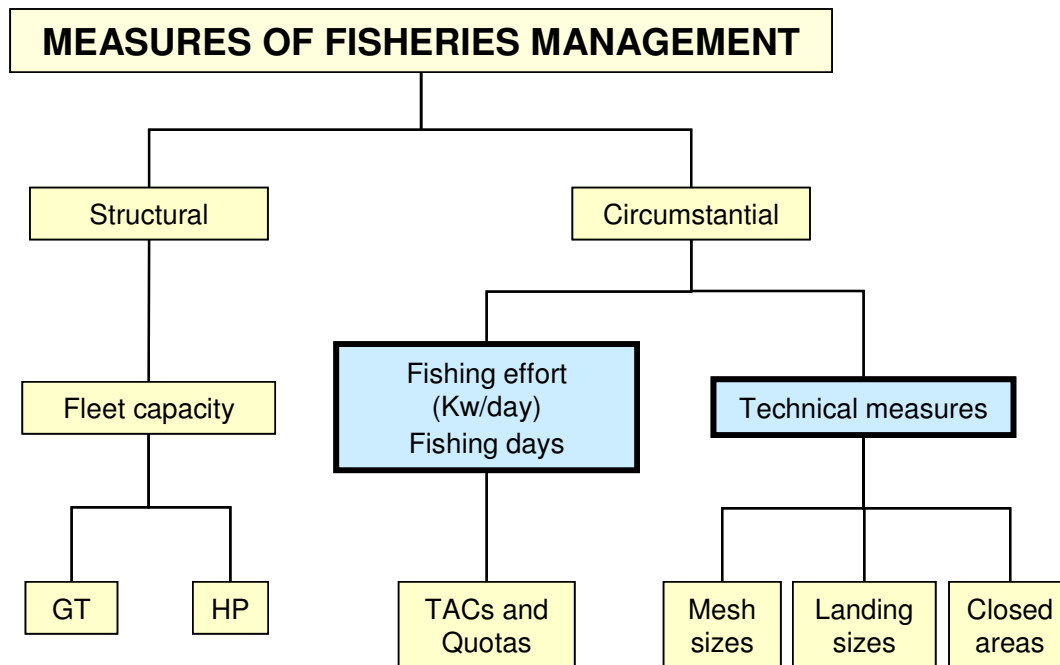 MEASURES OF FISHERIES MANAGEMENT
Structural
Circumstantial
Fleet capacity
Fishing effort
(Kw/day)
Fishing days
Technical measures
GT
HP
TACs and
Quotas
Mesh
sizes
Landing
sizes
Closed
areas